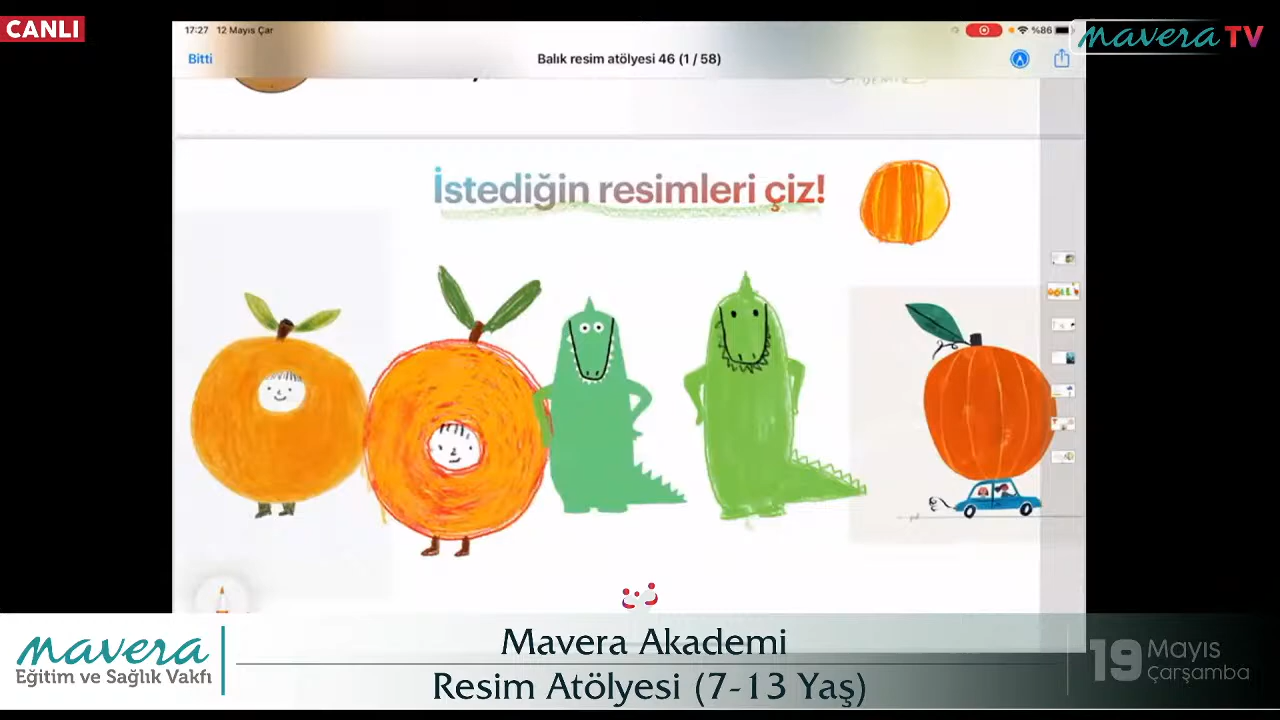 CANLI
17:27 12 Mayıs Çar
%86
mavera TV
Bitti
Balık resim atölyesi 46 (1 / 58)
İstediğin resimleri çiz!
mavera
Eğitim ve Sağlık Vakfı
Mavera Akademi
Resim Atölyesi (7-13 Yaş)
19 Mayıs
Çarşamba